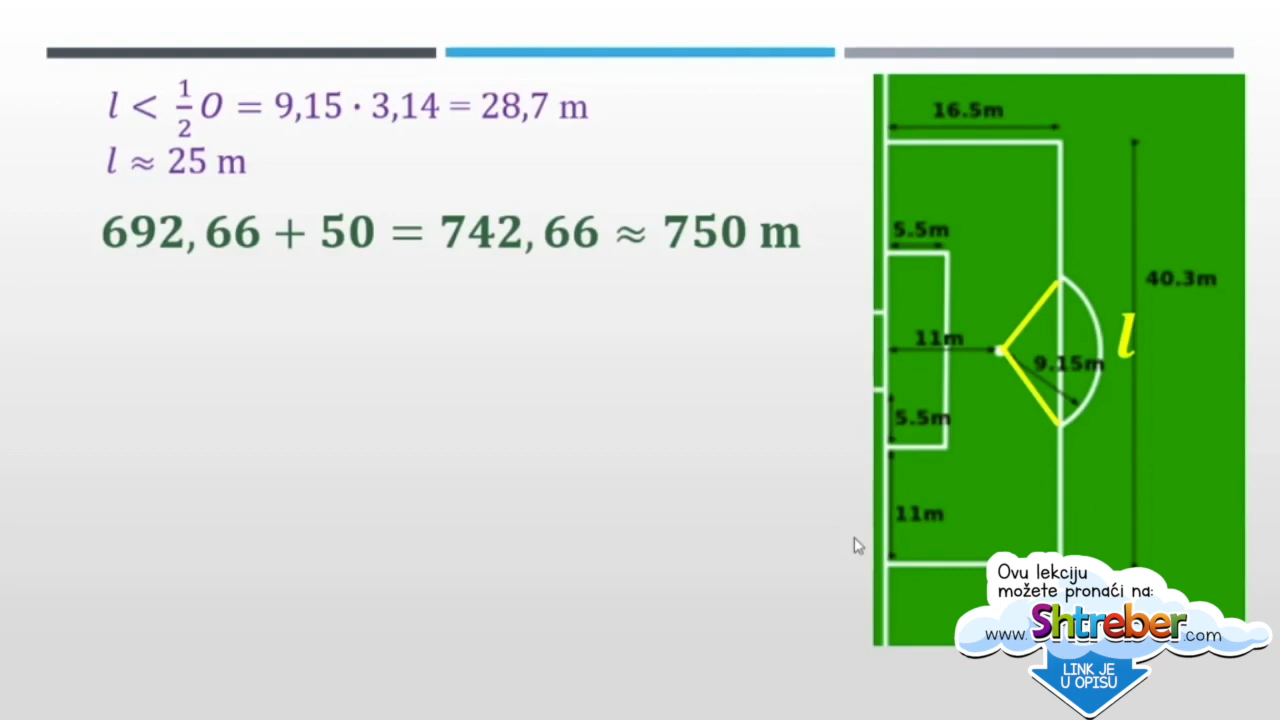 l < 1/2 O = 9,15 · 3,14 = 28,7 m
l ≈ 25 m
692,66 + 50 = 742,66 ≈ 750 m
16.5m
5.5m
40.3m
l
11m
9.15m
5.5m
11m
Ovu lekciju
možete pronaći na:
www.Shtreber.com
LINK JE
U OPISU